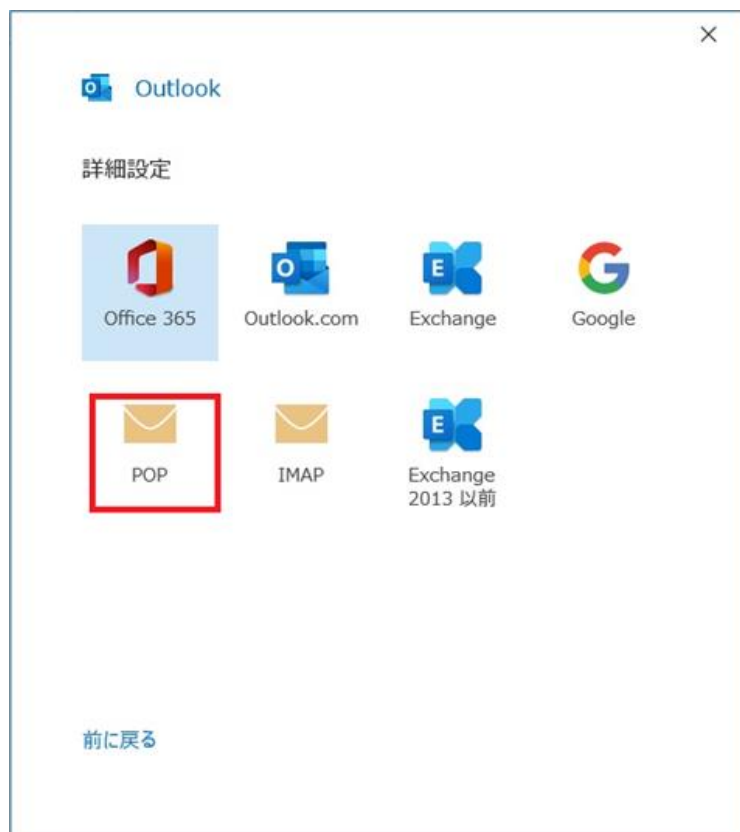 Outlook
詳細設定
Office 365
Outlook.com
Exchange
Google
POP
IMAP
Exchange
2013 以前
前に戻る